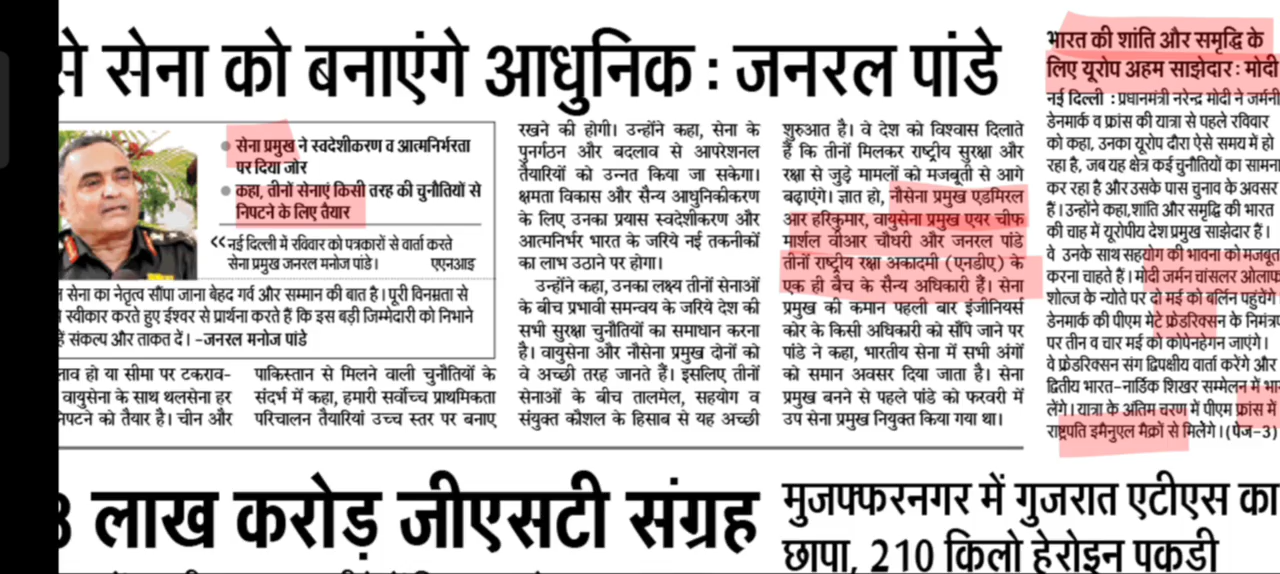 से सेना को बनाएंगे आधुनिक : जनरल पांडे
सेना प्रमुख ने स्वदेशीकरण व आत्मनिर्भरता
पर दिया जोर
कहा, तीनों सेनाएं किसी तरह की चुनौतियों से
निपटने के लिए तैयार
‘‘नई दिल्ली में रविवार को पत्रकारों से वार्ता करते
सेना प्रमुख जनरल मनोज पांडे। एएनआइ
सेना का नेतृत्व सौंपा जाना बेहद गर्व और सम्मान की बात है। पूरी विनम्रता से
स्वीकार करते हुए ईश्वर से प्रार्थना करते हैं कि इस बड़ी जिम्मेदारी को निभाने
संकल्प और ताकत दें। -जनरल मनोज पांडे
लाव हो या सीमा पर टकराव-
वायुसेना के साथ थलसेना हर
निपटने को तैयार है। चीन और
पाकिस्तान से मिलने वाली चुनौतियों के
संदर्भ में कहा, हमारी सर्वोच्च प्राथमिकता
परिचालन तैयारियां उच्च स्तर पर बनाए
रखने की होगी। उन्होंने कहा, सेना के
पुनर्गठन और बदलाव से आपरेशनल
तैयारियों को उन्नत किया जा सकेगा।
क्षमता विकास और सैन्य आधुनिकीकरण
के लिए उनका प्रयास स्वदेशीकरण और
आत्मनिर्भर भारत के जरिये नई तकनीकों
का लाभ उठाने पर होगा।
उन्होंने कहा, उनका लक्ष्य तीनों सेनाओं
के बीच प्रभावी समन्वय के जरिये देश की
सभी सुरक्षा चुनौतियों का समाधान करना
है। वायुसेना और नौसेना प्रमुख दोनों को
वे अच्छी तरह जानते हैं। इसलिए तीनों
सेनाओं के बीच तालमेल, सहयोग व
संयुक्त कौशल के हिसाब से यह अच्छी
शुरुआत है। वे देश को विश्वास दिलाते
हैं कि तीनों मिलकर राष्ट्रीय सुरक्षा और
रक्षा से जुड़े मामलों को मजबूती से आगे
बढ़ाएंगे। ज्ञात हो, नौसेना प्रमुख एडमिरल
आर हरिकुमार, वायुसेना प्रमुख एयर चीफ
मार्शल वीआर चौधरी और जनरल पांडे
तीनों राष्ट्रीय रक्षा अकादमी (एनडीए) के
एक ही बैच के सैन्य अधिकारी हैं। सेना
प्रमुख की कमान पहली बार इंजीनियर्स
कोर के किसी अधिकारी को सौंपे जाने पर
पांडे ने कहा, भारतीय सेना में सभी अंगों
को समान अवसर दिया जाता है। सेना
प्रमुख बनने से पहले पांडे को फरवरी में
उप सेना प्रमुख नियुक्त किया गया था।
भारत की शांति और समृद्धि के
लिए यूरोप अहम साझेदार : मोदी
नई दिल्ली : प्रधानमंत्री नरेन्द्र मोदी ने जर्मनी
डेनमार्क व फ्रांस की यात्रा से पहले रविवार
को कहा, उनका यूरोप दौरा ऐसे समय में हो
रहा है, जब यह क्षेत्र कई चुनौतियों का सामना
कर रहा है और उसके पास चुनाव के अवसर
हैं। उन्होंने कहा,शांति और समृद्धि की भारत
की चाह में यूरोपीय देश प्रमुख साझेदार हैं।
वे उनके साथ सहयोग की भावना को मजबूत
करना चाहते हैं। मोदी जर्मन चांसलर ओलाफ
शोल्ज के न्योते पर दो मई को बर्लिन पहुंचेंगे।
डेनमार्क की पीएम मेटे फ्रेडरिक्सन के निमंत्र
पर तीन व चार मई को कोपेनहेगन जाएंगे।
वे फ्रेडरिक्सन संग द्विपक्षीय वार्ता करेंगे और
द्वितीय भारत-नार्डिक शिखर सम्मेलन में भा
लेंगे। यात्रा के अंतिम चरण में पीएम फ्रांस में
राष्ट्रपति इमैनुएल मैक्रों से मिलेंगे।(पेज-3)
लाख करोड़ जीएसटी संग्रह
मुजफ्फरनगर में गुजरात एटीएस का
छापा, 210 किलो हेरोइन पकड़ी